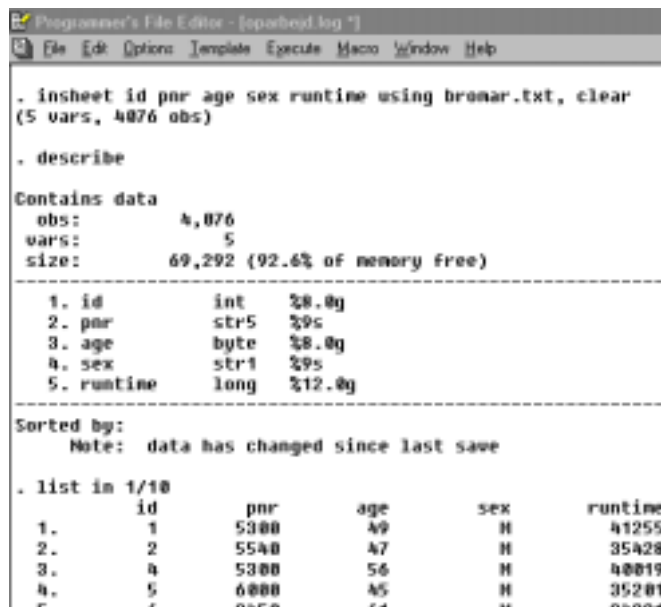 Programmer's File Editor - [oparbejd.log *]
File Edit Options Template Execute Macro Window Help
. insheet id pnr age sex runtime using bromar.txt, clear
(5 vars, 4076 obs)
. describe
Contains data
obs: 4,076
vars: 5
size: 69,292 (92.6% of memory free)
1. id int %8.0g
2. pnr str5 %9s
3. age byte %8.0g
4. sex str1 %9s
5. runtime long %12.0g
Sorted by:
Note: data has changed since last save
. list in 1/10
id pnr age sex runtime
1. 1 5300 49 M 41255
2. 2 5540 47 M 35428
3. 4 5300 56 M 40019
4. 5 6000 45 M 35201